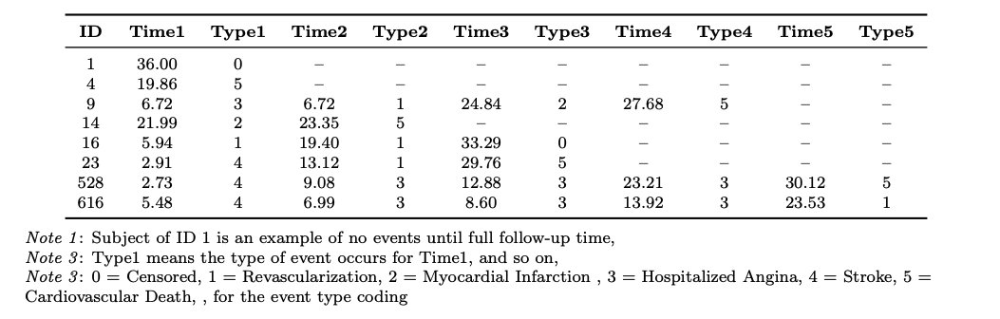 ID Time1 Type1 Time2 Type2 Time3 Type3 Time4 Type4 Time5 Type5
1 36.00 0 – – – – – – – –
4 19.86 5 – – – – – – – –
9 6.72 3 6.72 1 24.84 2 27.68 5 – –
14 21.99 2 23.35 5 – – – – – –
16 5.94 1 19.40 1 33.29 0 – – – –
23 2.91 4 13.12 1 29.76 5 – – – –
528 2.73 4 9.08 3 12.88 3 23.21 3 30.12 5
616 5.48 4 6.99 3 8.60 3 13.92 3 23.53 1
Note 1: Subject of ID 1 is an example of no events until full follow-up time,
Note 3: Type1 means the type of event occurs for Time1, and so on,
Note 3: 0 = Censored, 1 = Revascularization, 2 = Myocardial Infarction , 3 = Hospitalized Angina, 4 = Stroke, 5 =
Cardiovascular Death, , for the event type coding